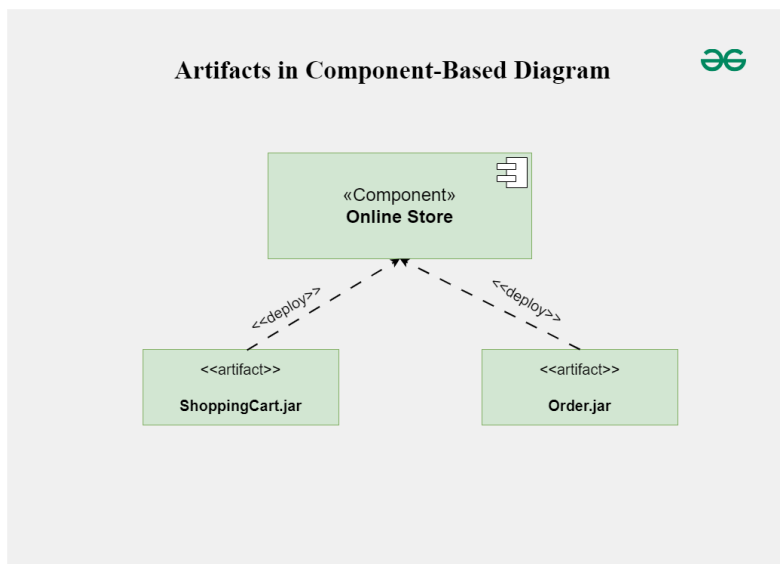 Artifacts in Component-Based Diagram
«Component»
Online Store
<<deploy>>
<<deploy>>
<<artifact>>
ShoppingCart.jar
<<artifact>>
Order.jar